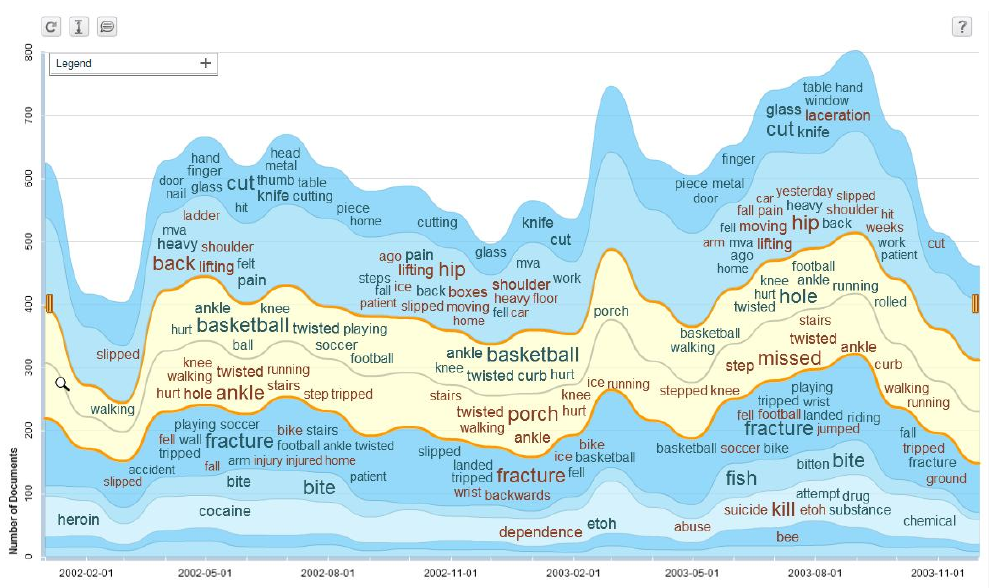 ?
Legend +
800
700
600
500
400
300
200
100
0
Number of Documents
hand
finger
door
nail
glass
cut
head
metal
thumb table
knife cutting
hit
piece
home
ladder
mva
heavy shoulder
back lifting felt
pain
cutting
knife
cut
glass
mva
work
ago pain
lifting hip
steps
fall ice back boxes
patient slipped moving
home
shoulder
heavy floor
fell car
finger
piece metal
door
table hand
window
glass laceration
cut knife
car yesterday slipped
fall pain heavy shoulder hit
fell moving hip back weeks
arm mva lifting work
ago patient
home
cut
slipped
walking
ankle knee
hurt basketball twisted playing
ball soccer
football
knee
walking twisted running
hurt hole ankle stairs
step tripped
ankle basketball
knee twisted curb hurt
stairs
twisted porch
walking
ankle
knee
hurt
porch
ice running
basketball
walking
stepped knee
football
knee ankle running
hurt hole
twisted rolled
stairs
twisted
step missed ankle
curb
walking
running
playing soccer
fell wall fracture
tripped
bike stairs
football ankle twisted
accident
slipped
fall arm injury injured home
bite
bite
patient
slipped
landed
tripped fracture
wrist backwards
bike
ice basketball
fell
basketball soccer bike
playing
tripped wrist
fell football landed riding
fracture jumped
fall
tripped
fracture
ground
fish
bitten bite
heroin
cocaine
dependence etoh
abuse
attempt drug
suicide kill etoh substance
chemical
bee
2002-02-01
2002-05-01
2002-08-01
2002-11-01
2003-02-01
2003-05-01
2003-08-01
2003-11-01